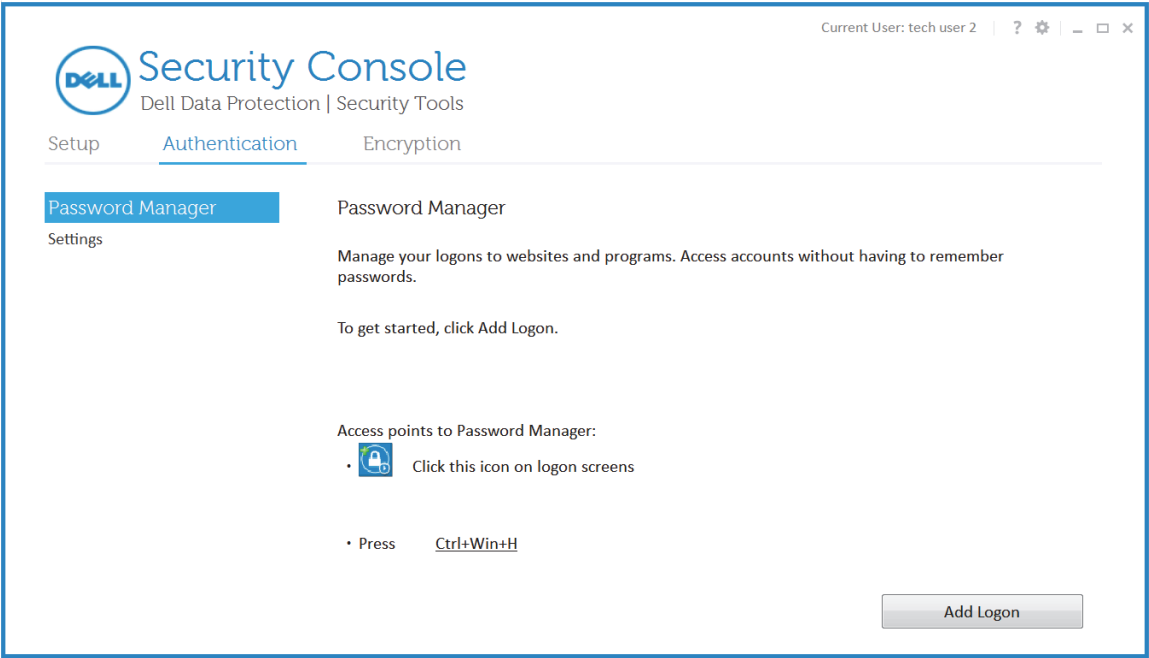 Current User: tech user 2
?
DELL
Security Console
Dell Data Protection | Security Tools
Setup Authentication Encryption
Password Manager
Settings
Password Manager
Manage your logons to websites and programs. Access accounts without having to remember
passwords.
To get started, click Add Logon.
Access points to Password Manager:
• Click this icon on logon screens
• Press Ctrl+Win+H
Add Logon